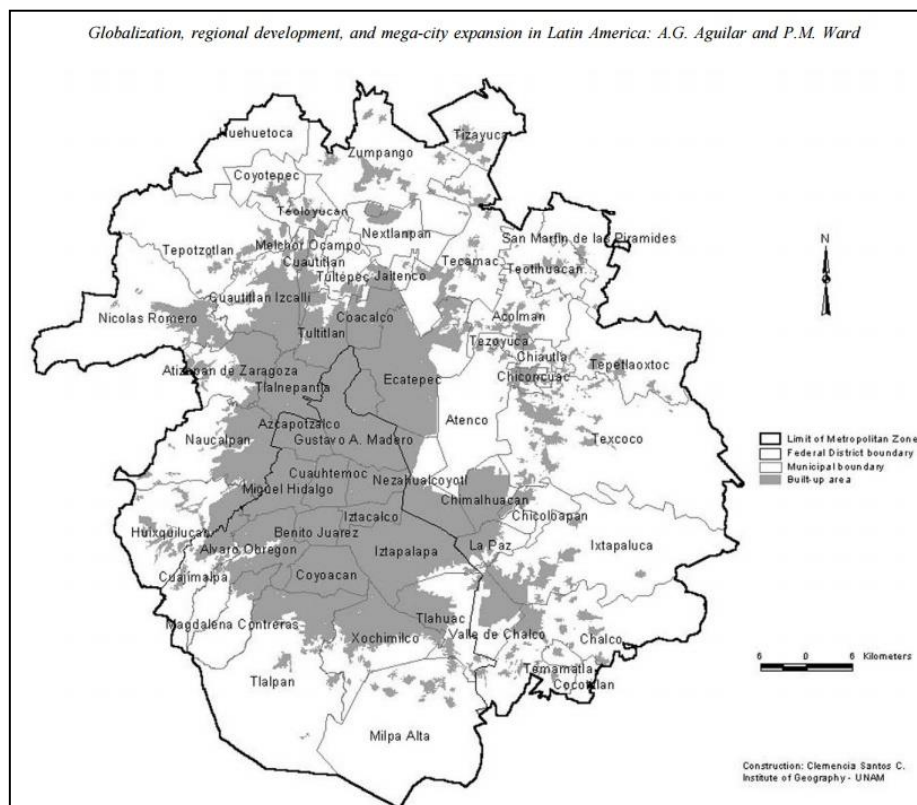 Globalization, regional development, and mega-city expansion in Latin America: A.G. Aguilar and P.M. Ward
Huehuetoca
Tizayuca
Zumpango
Coyotepec
Teoloyucan
Nextlanpan
San Martin de las Piramides
Melchor Ocampo
Tepotzotlan
Cuautitlan
Tecamac
Teotihuacan
Tultepec
Jaltenco
Cuautitlan Izcalli
Nicolas Romero
Coacalco
Acolman
Tultitlan
Tezoyuca
Chiautla
Tepetlaoxtoc
Atizapan de Zaragoza
Chiconcuac
Tlalnepantla
Ecatepec
Atenco
Azcapotzalco
Texcoco
Naucalpan
Gustavo A. Madero
Cuauhtemoc
Nezahualcoyotl
Miguel Hidalgo
Chimalhuacan
Iztacalco
Chicoloapan
Huixquilucan
Benito Juarez
Alvaro Obregon
Iztapalapa
La Paz
Ixtapaluca
Cuajimalpa
Coyoacan
Tlahuac
Magdalena Contreras
Xochimilco
Valle de Chalco
Chalco
Temamatla
Tlalpan
Cocotitlan
Milpa Alta
N
Limit of Metropolitan Zone
Federal District boundary
Municipal boundary
Built-up area
6 0 6 Kilometers
Construction: Clemencia Santos C.
Institute of Geography - UNAM